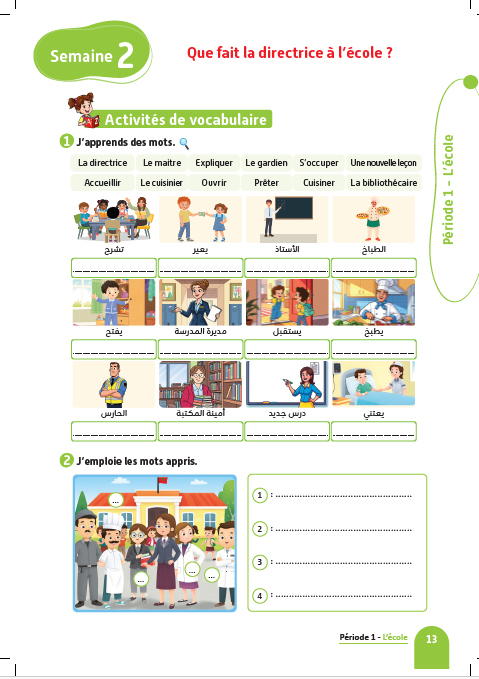 Semaine 2
Que fait la directrice à l'école ?
Activités de vocabulaire
1 J'apprends des mots.
La directrice Le maitre Expliquer Le gardien S'occuper Une nouvelle leçon
Accueillir Le cuisinier Ouvrir Prêter Cuisiner La bibliothécaire
تشرح يعير الأستاذ الطباخ
يفتح مديرة المدرسة يستقبل يطبخ
الحارس أمينة المكتبة درس جديد يعتني
2 J'emploie les mots appris.
...
... ...
...
1 : ................................................
2 : ................................................
3 : ................................................
4 : ................................................
Période 1 - L'école
Période 1 - L'école 13